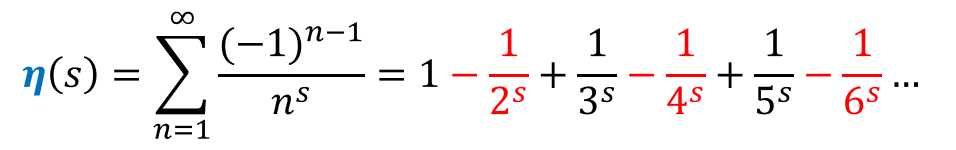 η(s) = ∑_{n=1}^{∞} (-1)^{n-1}/n^s = 1 - 1/2^s + 1/3^s - 1/4^s + 1/5^s - 1/6^s ...